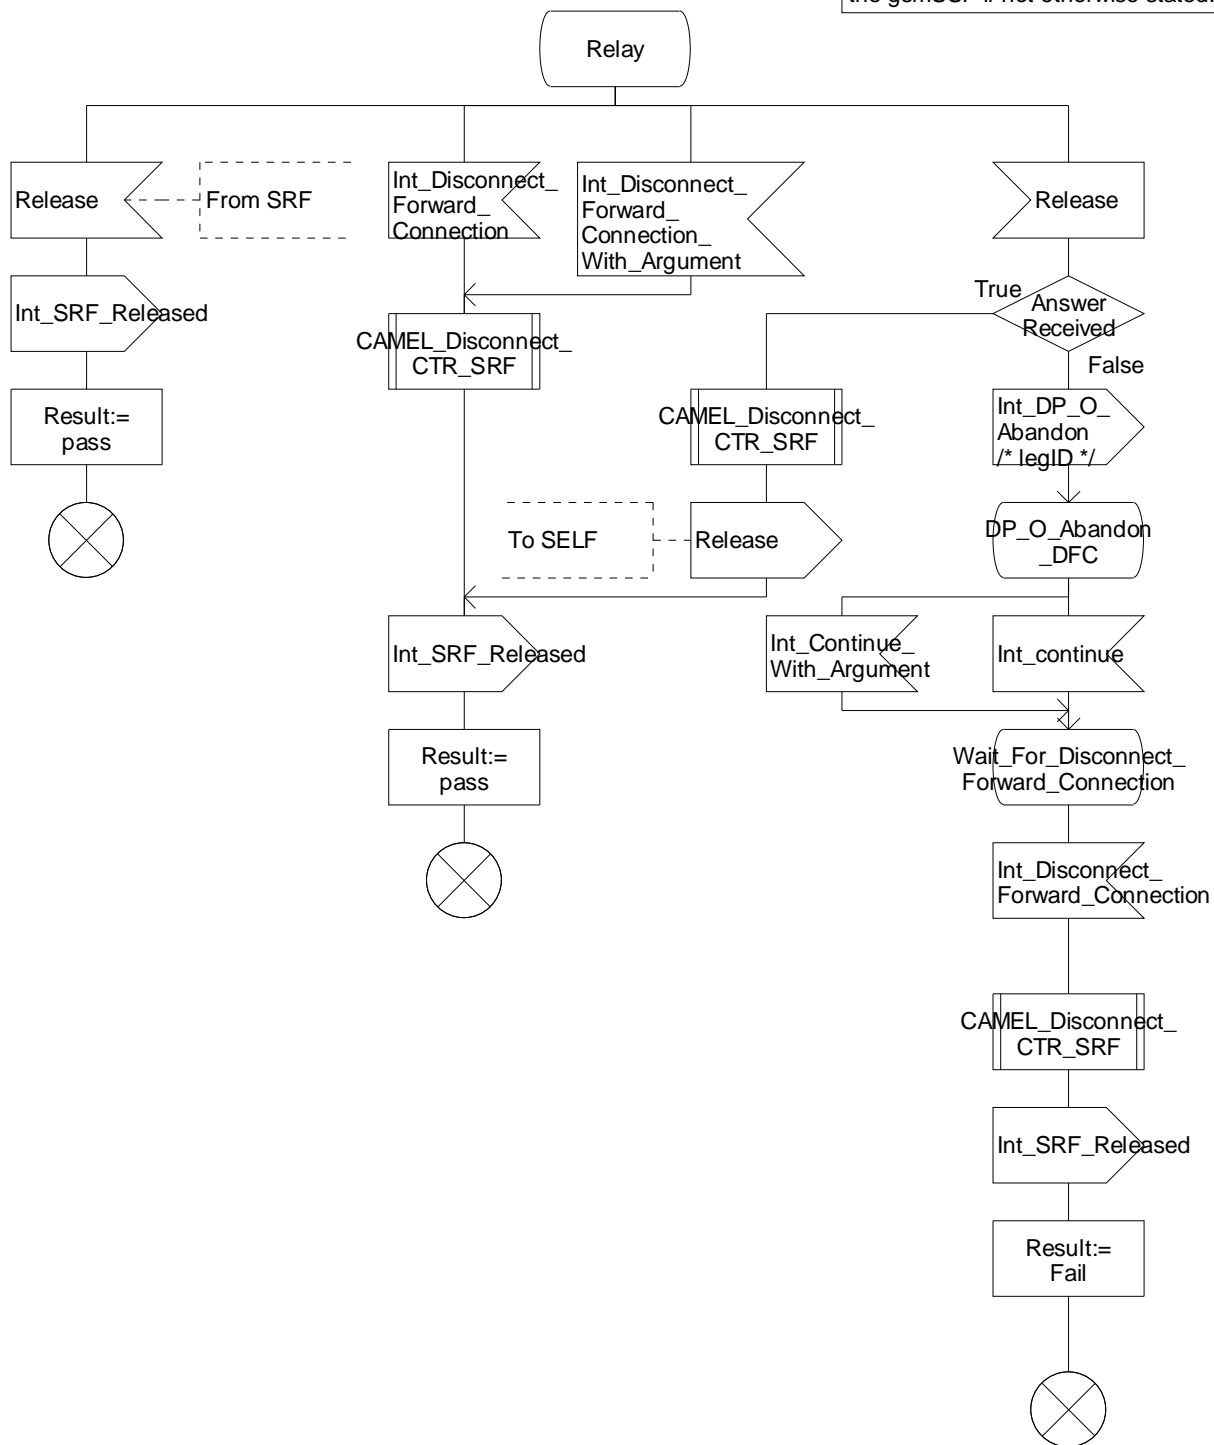 Relay
Release
From SRF
Int_Disconnect_
Forward_
Connection
Int_Disconnect_
Forward_
Connection_
With_Argument
Release
Int_SRF_Released
True
Answer
Received
False
CAMEL_Disconnect_
CTR_SRF
Result:=
pass
CAMEL_Disconnect_
CTR_SRF
Int_DP_O_
Abandon
/* legID */
To SELF
Release
DP_O_Abandon
_DFC
Int_SRF_Released
Int_Continue_
With_Argument
Int_continue
Result:=
pass
Wait_For_Disconnect_
Forward_Connection
Int_Disconnect_
Forward_Connection
CAMEL_Disconnect_
CTR_SRF
Int_SRF_Released
Result:=
Fail